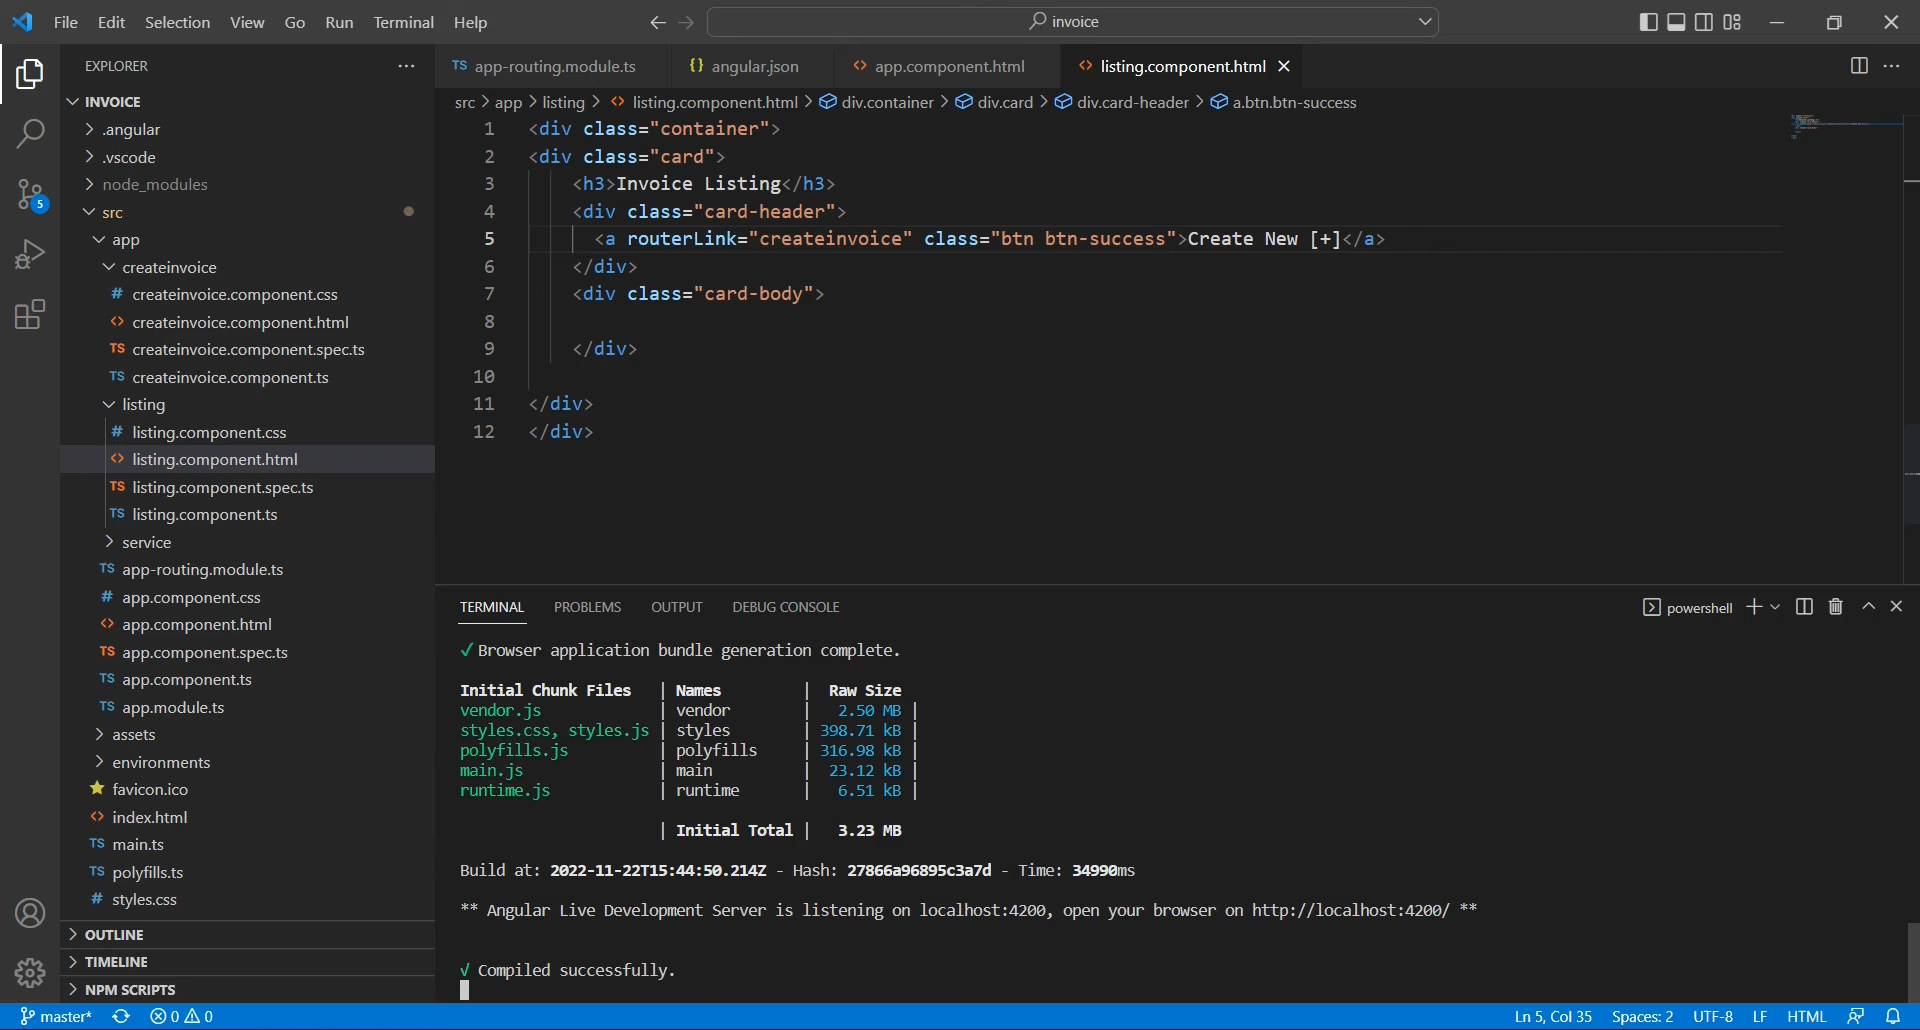 File Edit Selection View Go Run Terminal Help
invoice
EXPLORER
INVOICE
.angular
.vscode
node_modules
src
app
createinvoice
# createinvoice.component.css
<> createinvoice.component.html
TS createinvoice.component.spec.ts
TS createinvoice.component.ts
listing
# listing.component.css
<> listing.component.html
TS listing.component.spec.ts
TS listing.component.ts
service
TS app-routing.module.ts
# app.component.css
<> app.component.html
TS app.component.spec.ts
TS app.component.ts
TS app.module.ts
assets
environments
favicon.ico
<> index.html
TS main.ts
TS polyfills.ts
# styles.css
OUTLINE
TIMELINE
NPM SCRIPTS
5
TS app-routing.module.ts {} angular.json <> app.component.html <> listing.component.html
src > app > listing > <> listing.component.html > div.container > div.card > div.card-header > a.btn.btn-success
1 <div class="container">
2 <div class="card">
3 <h3>Invoice Listing</h3>
4 <div class="card-header">
5 <a routerLink="createinvoice" class="btn btn-success">Create New [+]</a>
6 </div>
7 <div class="card-body">
8
9 </div>
10
11 </div>
12 </div>
TERMINAL PROBLEMS OUTPUT DEBUG CONSOLE
powershell
✓ Browser application bundle generation complete.
Initial Chunk Files | Names | Raw Size
vendor.js | vendor | 2.50 MB |
styles.css, styles.js | styles | 398.71 kB |
polyfills.js | polyfills | 316.98 kB |
main.js | main | 23.12 kB |
runtime.js | runtime | 6.51 kB |
| Initial Total | 3.23 MB
Build at: 2022-11-22T15:44:50.214Z - Hash: 27866a96895c3a7d - Time: 34990ms
** Angular Live Development Server is listening on localhost:4200, open your browser on http://localhost:4200/ **
√ Compiled successfully.
master* 0 0
Ln 5, Col 35 Spaces: 2 UTF-8 LF HTML